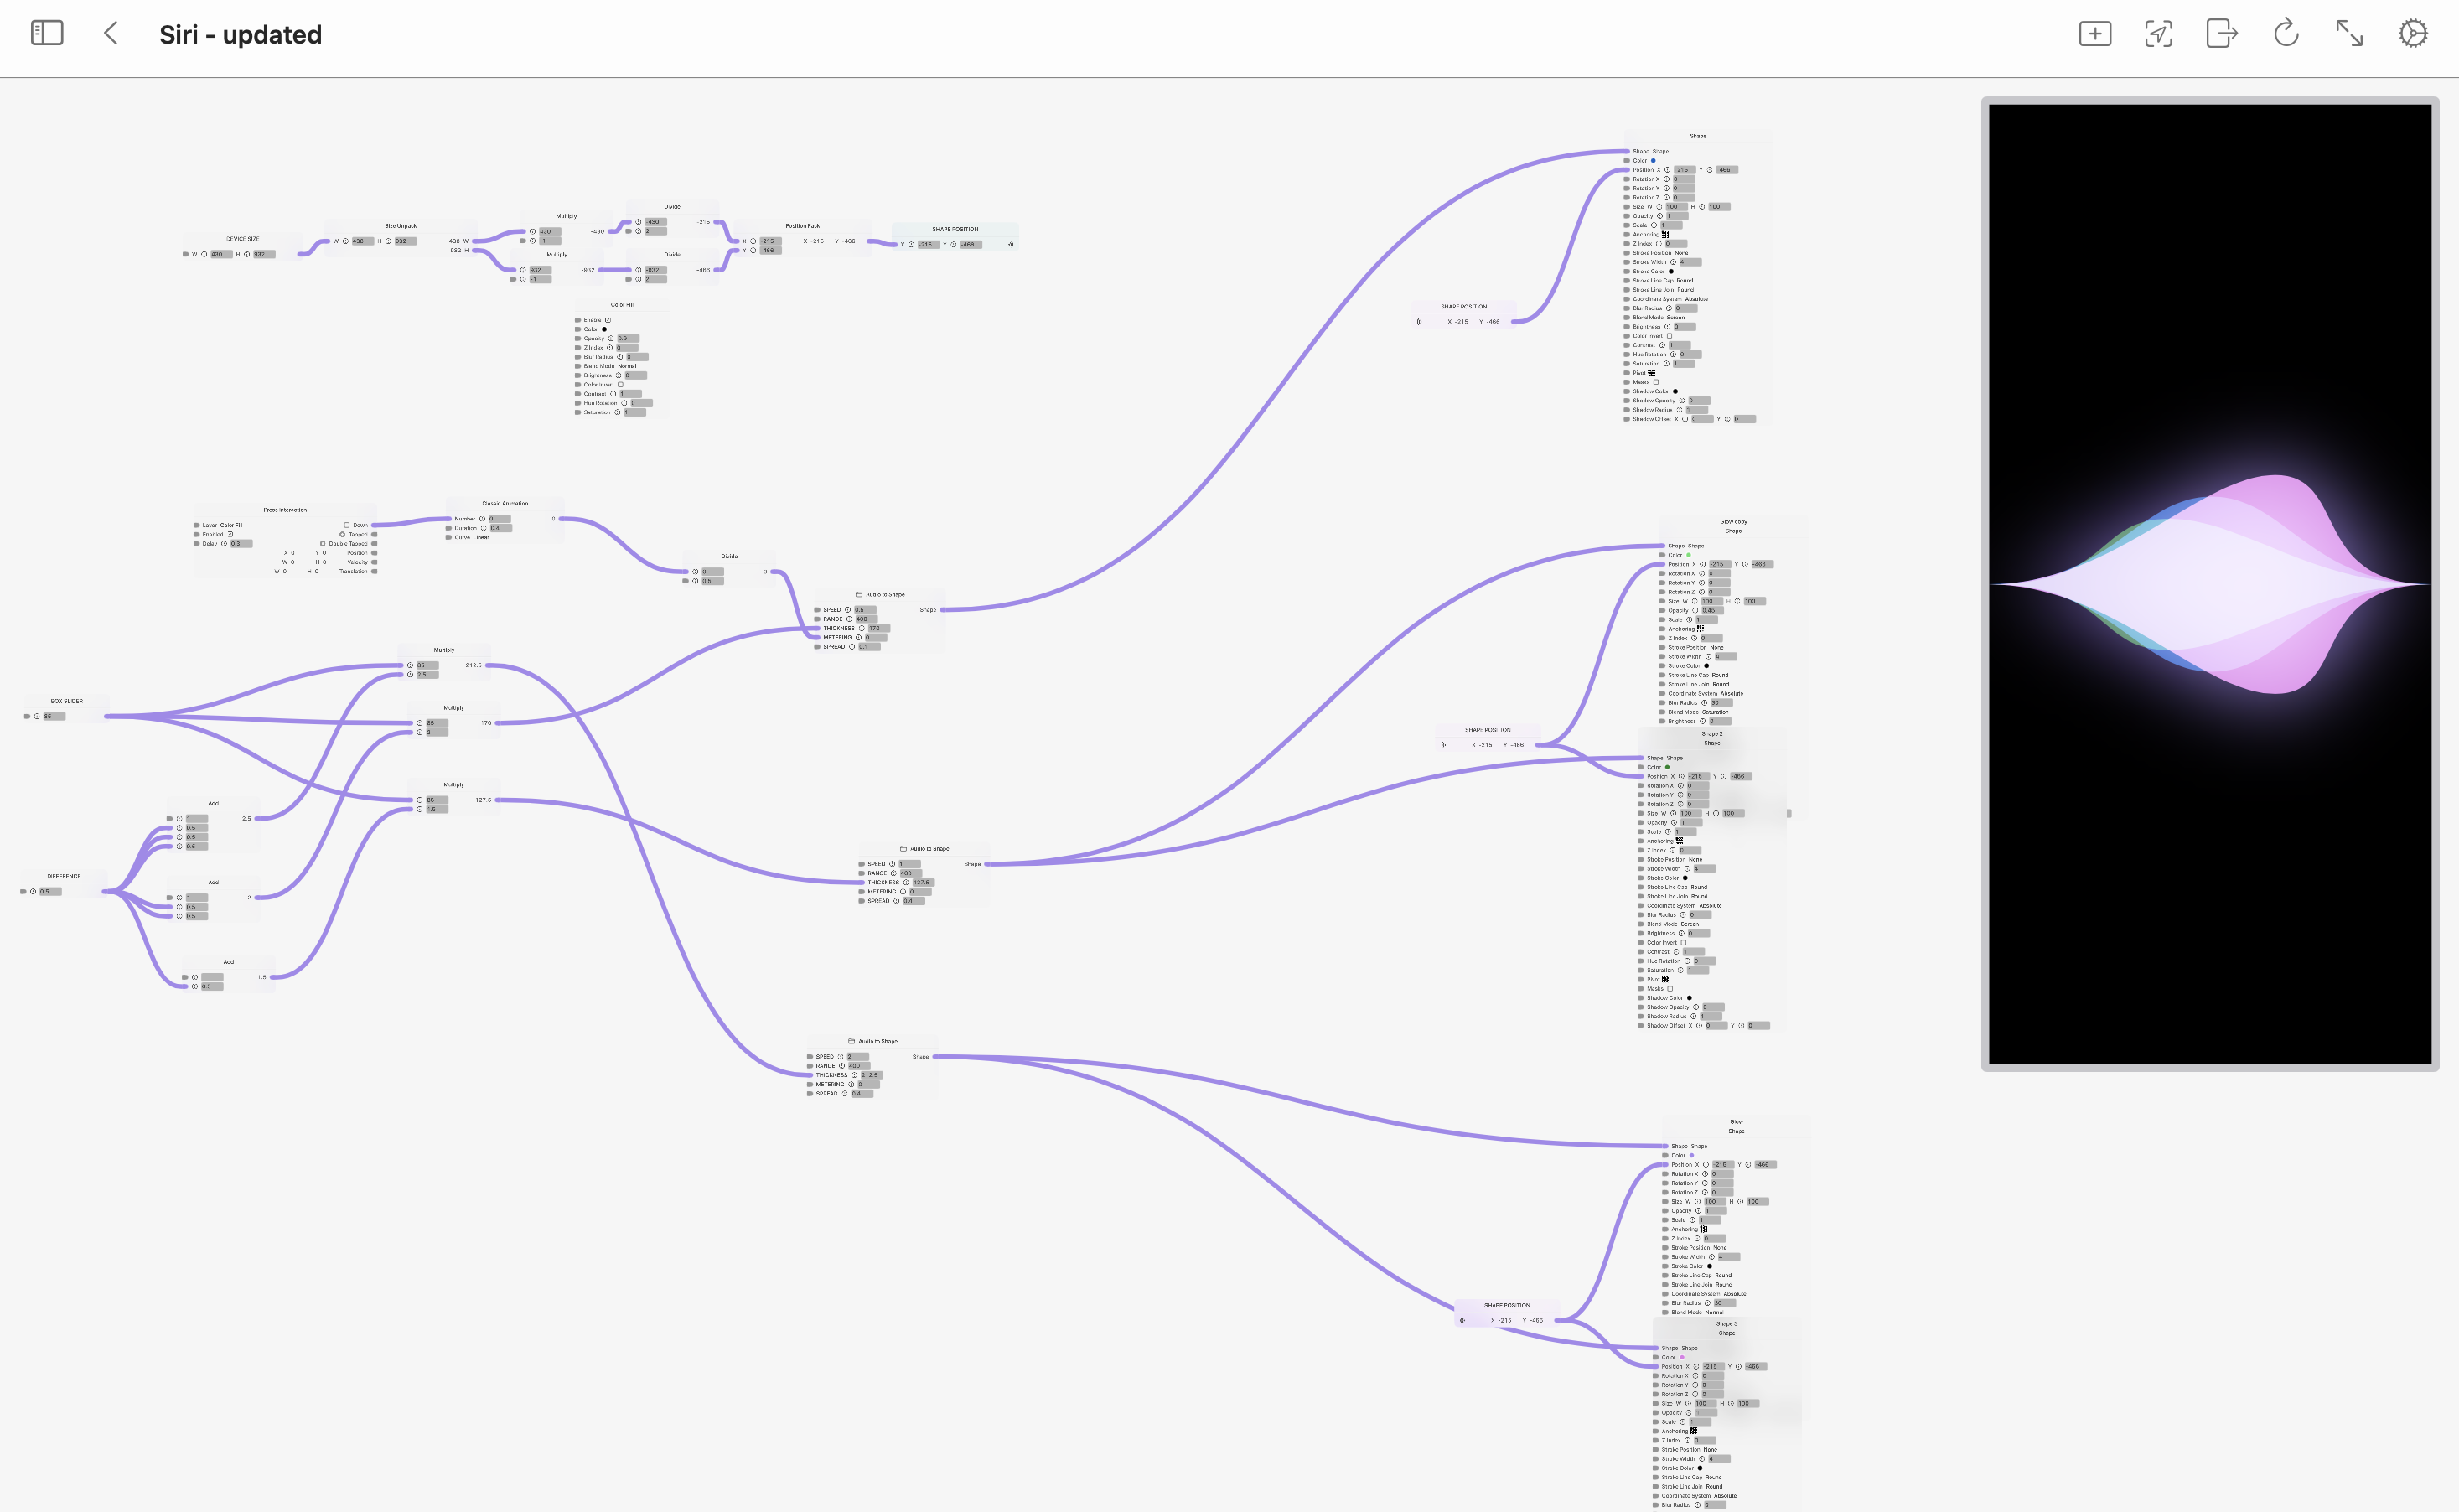 Siri - updated
DEVICE SIZE
W 430 H 932
Size Unpack
W 430 H 932 430 W
932 H
Multiply
430 -430
-1
Multiply
932 -932
-1
Divide
-430 -215
2
Divide
-932 -466
2
Position Pack
X -215 X -215 Y -466
Y -466
SHAPE POSITION
X -215 Y -466
Color Fill
Enable
Color
Opacity 0.9
Z Index
Blur Radius
Blend Mode Normal
Brightness 0
Color Invert
Contrast 1
Hue Rotation
Saturation 1
Press Interaction
Layer Color Fill Down
Enabled Tapped
Delay 0.3 Double Tapped
X 0 Y 0 Position
W 0 H 0 Velocity
W 0 H 0 Translation
Classic Animation
Number 0 0
Duration 0.4
Curve Linear
Divide
0 0
0.5
Audio to Shape
SPEED 0.5 Shape
RANGE 400
THICKNESS 170
METERING 0
SPREAD 0.1
BOX SLIDER
85
DIFFERENCE
0.5
Multiply
85 212.5
2.5
Multiply
85 170
2
Multiply
85 127.5
1.5
Add
1 2.5
0.5
0.5
0.5
Add
1 2
0.5
0.5
Add
1 1.5
0.5
Audio to Shape
SPEED 1 Shape
RANGE 400
THICKNESS 127.5
METERING 0
SPREAD 0.4
Audio to Shape
SPEED 2 Shape
RANGE 400
THICKNESS 212.5
METERING
SPREAD 0.4
SHAPE POSITION
X -215 Y -466
Shape
Shape Shape
Color
Position X -215 Y -466
Rotation X 0
Rotation Y 0
Rotation Z 0
Size W 100 H 100
Opacity 1
Scale 1
Anchoring
Z Index 0
Stroke Position None
Stroke Width 4
Stroke Color
Stroke Line Cap Round
Stroke Line Join Round
Coordinate System Absolute
Blur Radius 0
Blend Mode Screen
Brightness 0
Color Invert
Contrast 1
Hue Rotation 0
Saturation 1
Pivot
Masks
Shadow Color
Shadow Opacity
Shadow Radius 1
Shadow Offset X 0 Y 0
SHAPE POSITION
X -215 Y -466
Glow copy
Shape
Shape Shape
Color
Position X -215 Y -466
Rotation X 0
Rotation Y 0
Rotation Z 0
Size W 100 H 100
Opacity 0.85
Scale 1
Anchoring
Z Index 0
Stroke Position None
Stroke Width 4
Stroke Color
Stroke Line Cap Round
Stroke Line Join Round
Coordinate System Absolute
Blur Radius 30
Blend Mode Saturation
Brightness 0
Shape 2
Shape
Shape Shape
Color
Position X -215 Y -466
Rotation X 0
Rotation Y 0
Rotation Z 0
Size W 100 H 100
Opacity 1
Scale 1
Anchoring
Z Index
Stroke Position None
Stroke Width 4
Stroke Color
Stroke Line Cap Round
Stroke Line Join Round
Coordinate System Absolute
Blur Radius 0
Blend Mode Screen
Brightness 0
Color Invert
Contrast 1
Hue Rotation 0
Saturation 1
Pivot
Masks
Shadow Color
Shadow Opacity
Shadow Radius 1
Shadow Offset X 0 Y
SHAPE POSITION
X -215 Y -466
Glow
Shape
Shape Shape
Color
Position X -215 Y -466
Rotation X 0
Rotation Y 0
Rotation Z 0
Size W 100 H 100
Opacity 1
Scale 1
Anchoring
Z Index 0
Stroke Position None
Stroke Width 4
Stroke Color
Stroke Line Cap Round
Stroke Line Join Round
Coordinate System Absolute
Blur Radius 50
Blend Mode Normal
Shape 3
Shape
Shape Shape
Color
Position X -215 Y -466
Rotation X 0
Rotation Y
Rotation Z 0
Size W 100 H 100
Opacity
Scale
Anchoring
Z Index 0
Stroke Position None
Stroke Width 4
Stroke Color
Stroke Line Cap Round
Stroke Line Join Round
Coordinate System Absolute
Blur Radius